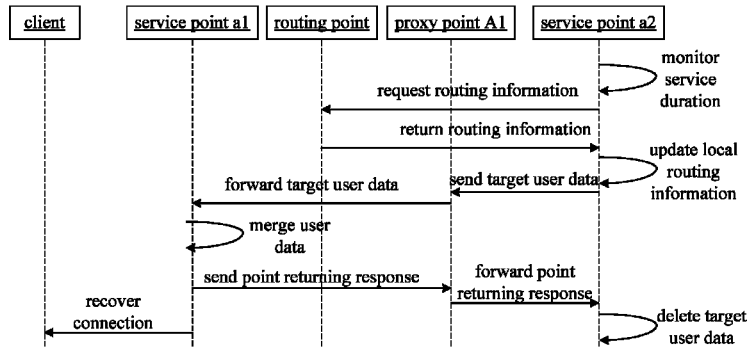 client
service point a1
routing point
proxy point A1
service point a2
monitor
service
duration
request routing information
return routing information
update local
routing
information
send target user data
forward target user data
merge user
data
send point returning response
forward point
returning response
recover
connection
delete target
user data